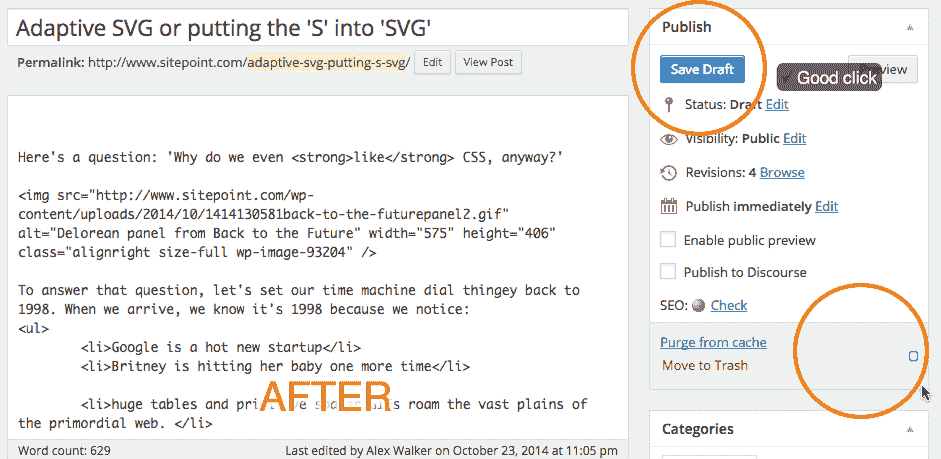 Adaptive SVG or putting the 'S' into 'SVG'
Permalink: http://www.sitepoint.com/adaptive-svg-putting-s-svg/ Edit View Post
Here's a question: 'Why do we even <strong>like</strong> CSS, anyway?'
<img src="http://www.sitepoint.com/wp-
content/uploads/2014/10/1414130581back-to-the-futurepanel2.gif"
alt="Delorean panel from Back to the Future" width="575" height="406"
class="alignright size-full wp-image-93204" />
To answer that question, let's set our time machine dial thingey back to
1998. When we arrive, we know it's 1998 because we notice:
<ul>
<li>Google is a hot new startup</li>
<li>Britney is hitting her baby one more time</li>
<li>huge tables and roam the vast plains of
the primordial web. </li>
AFTER
Word count: 629 Last edited by Alex Walker on October 23, 2014 at 11:05 pm
Publish
Save Draft
Good click
Status: Draft Edit
Visibility: Public Edit
Revisions: 4 Browse
Publish immediately Edit
Enable public preview
Publish to Discourse
SEO: Check
Purge from cache
Move to Trash
Categories